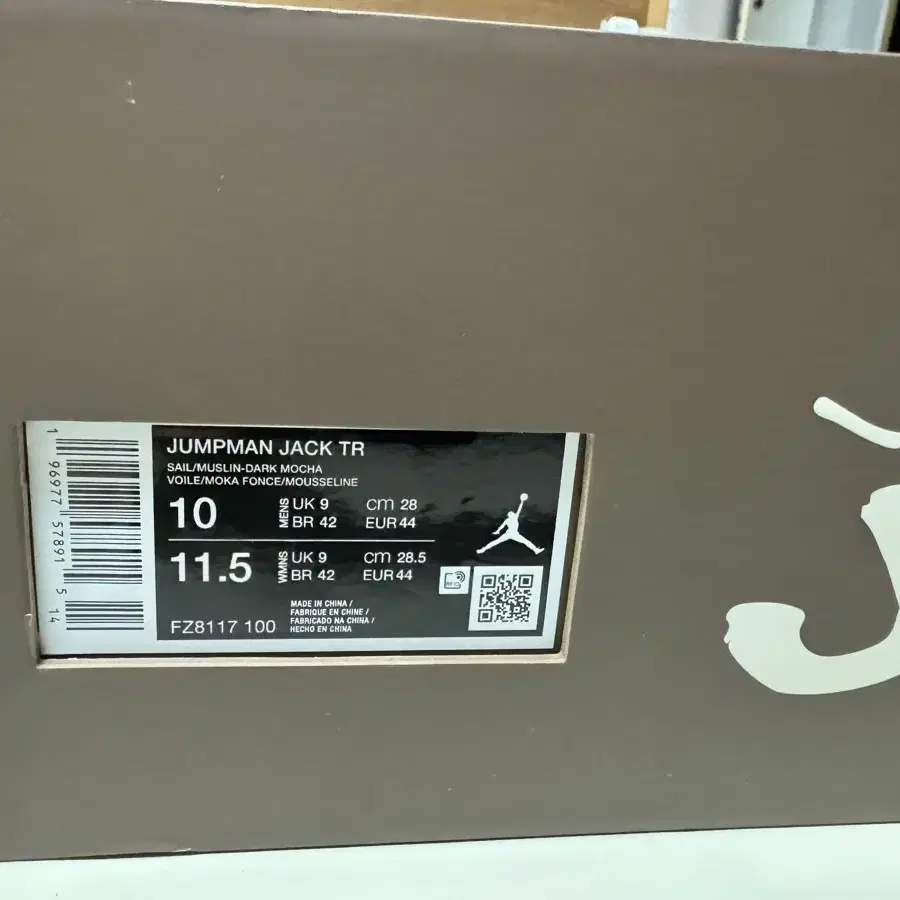 1 96977 57891 5 14
JUMPMAN JACK TR
SAIL/MUSLIN-DARK MOCHA
VOILE/MOKA FONCE/MOUSSELINE
10 MENS UK 9 cm 28
BR 42 EUR 44
11.5 WMNS UK 9 cm 28.5
BR 42 EUR 44
RFID
MADE IN CHINA /
FABRIQUE EN CHINE /
FABRICADO NA CHINA /
HECHO EN CHINA
FZ8117 100
J